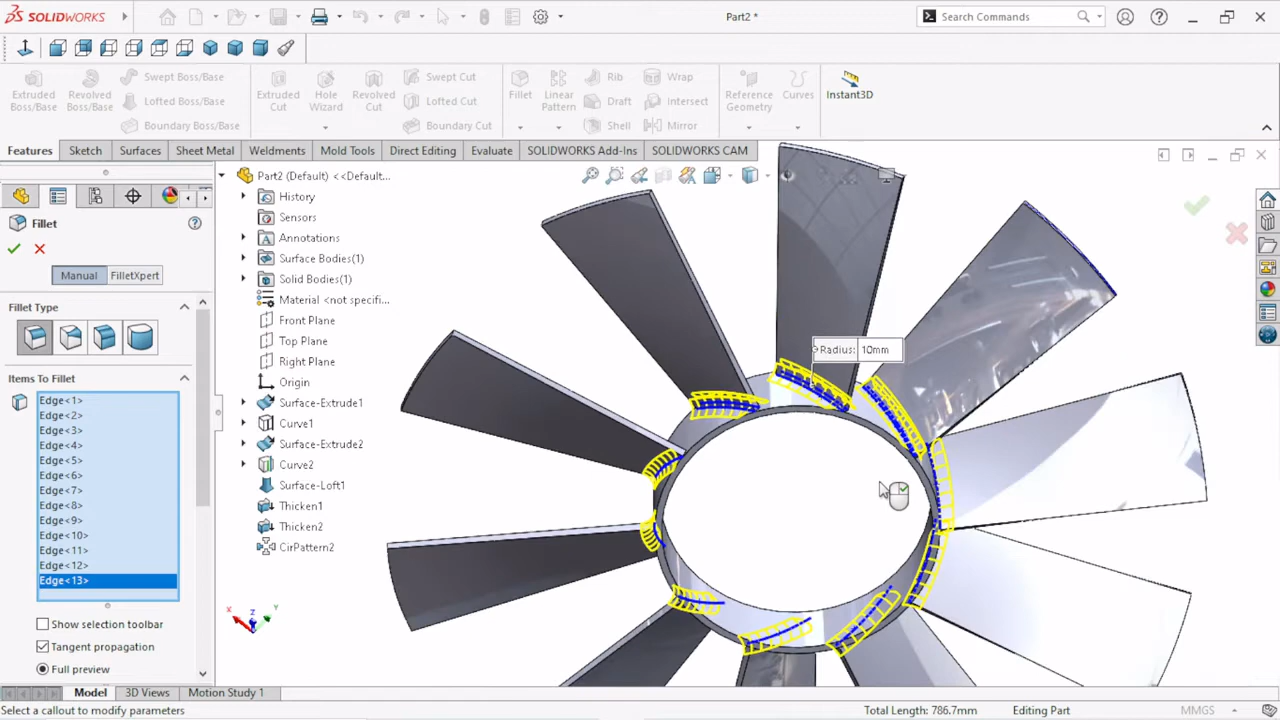 SOLIDWORKS
Part2 *
Search Commands
Extruded Boss/Base
Revolved Boss/Base
Swept Boss/Base
Lofted Boss/Base
Boundary Boss/Base
Extruded Cut
Hole Wizard
Revolved Cut
Swept Cut
Lofted Cut
Boundary Cut
Fillet
Linear Pattern
Rib
Draft
Shell
Wrap
Intersect
Mirror
Reference Geometry
Curves
Instant3D
Features
Sketch
Surfaces
Sheet Metal
Weldments
Mold Tools
Direct Editing
Evaluate
SOLIDWORKS Add-Ins
SOLIDWORKS CAM
Fillet
Manual
FilletXpert
Fillet Type
Items To Fillet
Edge<1>
Edge<2>
Edge<3>
Edge<4>
Edge<5>
Edge<6>
Edge<7>
Edge<8>
Edge<9>
Edge<10>
Edge<11>
Edge<12>
Edge<13>
Show selection toolbar
Tangent propagation
Full preview
Part2 (Default) <<Default...
History
Sensors
Annotations
Surface Bodies(1)
Solid Bodies(1)
Material <not specifi...
Front Plane
Top Plane
Right Plane
Origin
Surface-Extrude1
Curve1
Surface-Extrude2
Curve2
Surface-Loft1
Thicken1
Thicken2
CirPattern2
Radius: 10mm
X
Z
Y
Model
3D Views
Motion Study 1
Select a callout to modify parameters
Total Length: 786.7mm
Editing Part
MMGS